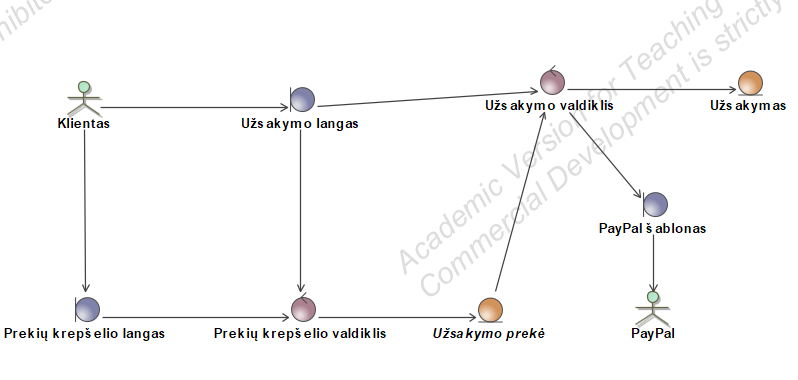 hibite
Academic Version for Teaching
Commercial Development is strictly
Klientas
Užsakymo langas
Užsakymo valdiklis
Užsakymas
PayPal šablonas
Prekių krepšelio langas
Prekių krepšelio valdiklis
Užsakymo prekė
PayPal